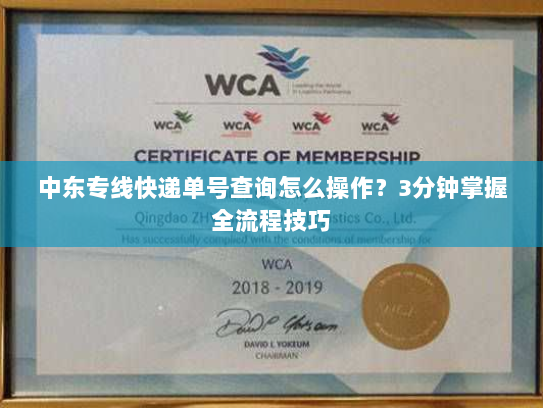 WCA
Leading the World
in Logistics Partnering
WCA
WCA
WCA
WCA
CERTIFICATE OF MEMBERSHIP
中东专线快递单号查询怎么操作？3分钟掌握
全流程技巧
Qingdao ZH
istics Co., Ltd.
Has successfully complied with the conditions of membership for
WCA
2018 - 2019
DAVID L YOKEUM
CHAIRMAN